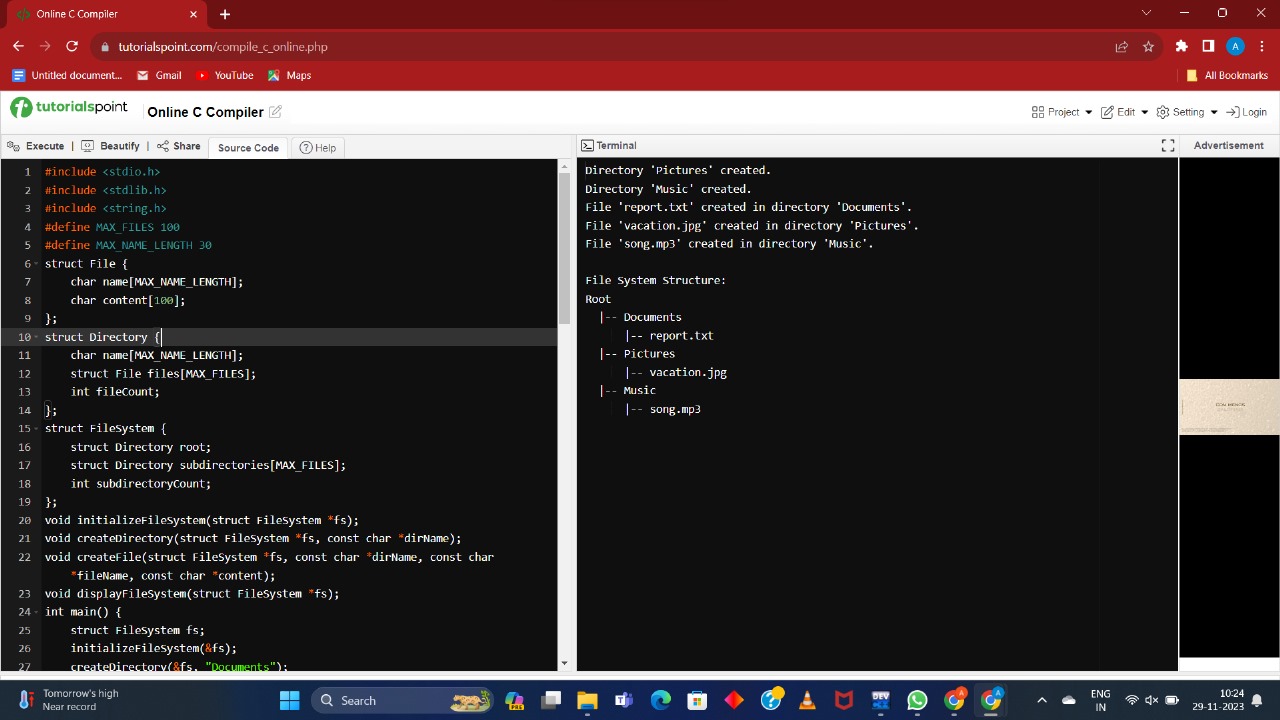 Online C Compiler
tutorialspoint.com/compile_c_online.php
Untitled document...
Gmail
YouTube
Maps
All Bookmarks
tutorialspoint
Online C Compiler
Project
Edit
Setting
Login
Execute | Beautify | Share
Source Code
Help
Terminal
Advertisement
1 #include <stdio.h>
2 #include <stdlib.h>
3 #include <string.h>
4 #define MAX_FILES 100
5 #define MAX_NAME_LENGTH 30
6 struct File {
7 char name[MAX_NAME_LENGTH];
8 char content[100];
9 };
10 struct Directory {
11 char name[MAX_NAME_LENGTH];
12 struct File files[MAX_FILES];
13 int fileCount;
14 };
15 struct FileSystem {
16 struct Directory root;
17 struct Directory subdirectories[MAX_FILES];
18 int subdirectoryCount;
19 };
20 void initializeFileSystem(struct FileSystem *fs);
21 void createDirectory(struct FileSystem *fs, const char *dirName);
22 void createFile(struct FileSystem *fs, const char *dirName, const char
*fileName, const char *content);
23 void displayFileSystem(struct FileSystem *fs);
24 int main() {
25 struct FileSystem fs;
26 initializeFileSystem(&fs);
27 createDirectory(&fs, "Documents");
Directory 'Pictures' created.
Directory 'Music' created.
File 'report.txt' created in directory 'Documents'.
File 'vacation.jpg' created in directory 'Pictures'.
File 'song.mp3' created in directory 'Music'.
File System Structure:
Root
|-- Documents
|-- report.txt
|-- Pictures
|-- vacation.jpg
|-- Music
|-- song.mp3
Tomorrow's high
Near record
Search
PRE
DEV
A
A
A
ENG
IN
10:24
29-11-2023